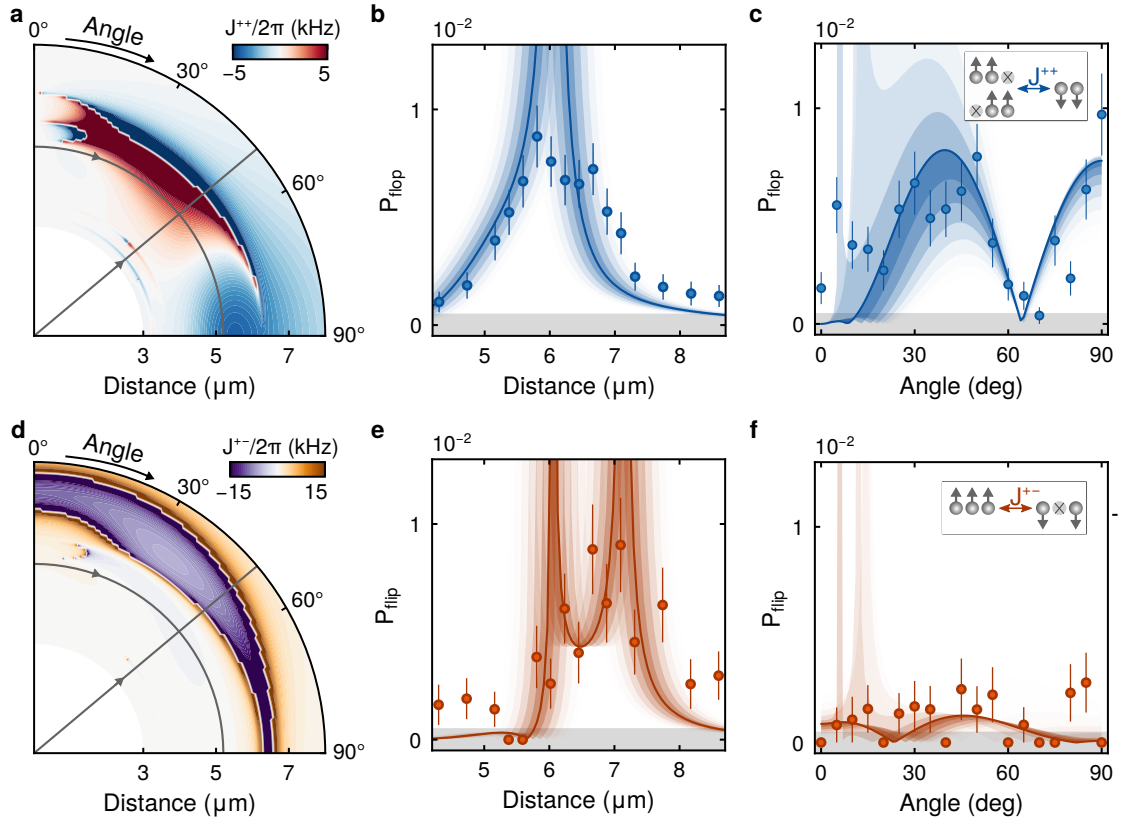 a
J⁺⁺/2π (kHz)
−5
5
0°
Angle
30°
60°
90°
3
5
7
Distance (µm)
b
10⁻²
1
0
P_flop
5
6
7
8
Distance (µm)
c
10⁻²
J⁺⁺
1
0
P_flop
0
30
60
90
Angle (deg)
d
J⁺⁻/2π (kHz)
−15
15
0°
Angle
30°
60°
90°
3
5
7
Distance (µm)
e
10⁻²
1
0
P_flip
5
6
7
8
Distance (µm)
f
10⁻²
J⁺⁻
1
0
P_flip
0
30
60
90
Angle (deg)